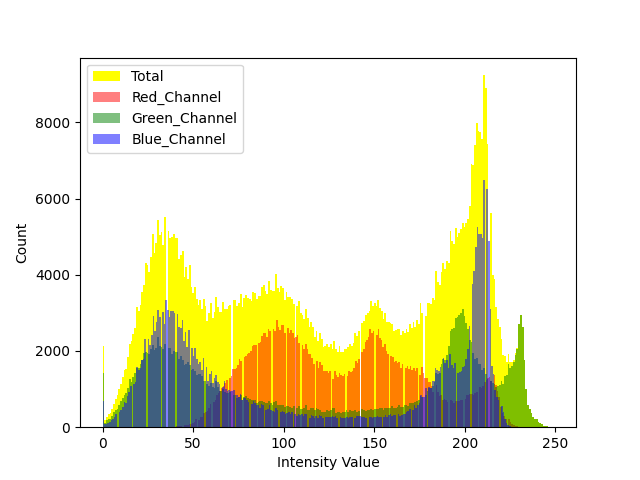 Total
Red_Channel
Green_Channel
Blue_Channel
8000
6000
4000
2000
0
Count
0 50 100 150 200 250
Intensity Value